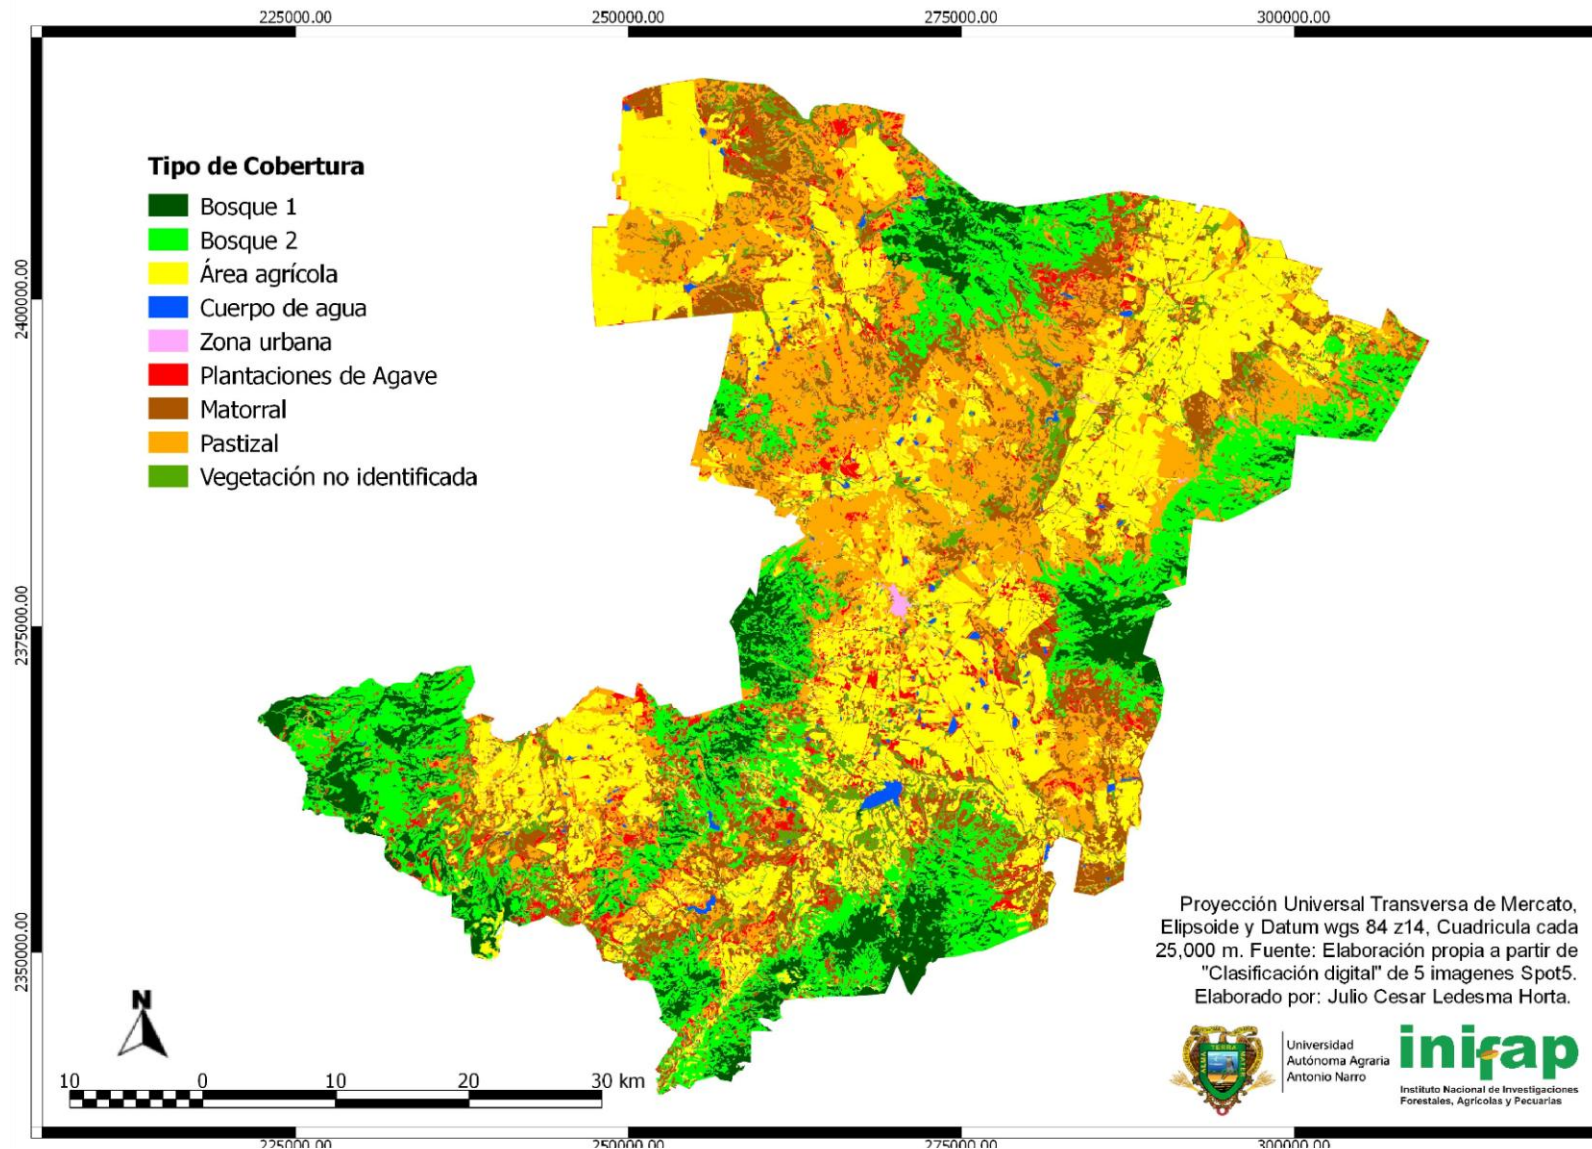 225000.00 250000.00 275000.00 300000.00
Tipo de Cobertura
Bosque 1
Bosque 2
Área agrícola
Cuerpo de agua
Zona urbana
Plantaciones de Agave
Matorral
Pastizal
Vegetación no identificada
2400000.00
2375000.00
2350000.00
N
10 0 10 20 30 km
Proyección Universal Transversa de Mercato,
Elipsoide y Datum wgs 84 z14, Cuadricula cada
25,000 m. Fuente: Elaboración propia a partir de
"Clasificación digital" de 5 imagenes Spot5.
Elaborado por: Julio Cesar Ledesma Horta.
Universidad
Autónoma Agraria
Antonio Narro
inifap
Instituto Nacional de Investigaciones
Forestales, Agrícolas y Pecuarias
225000.00 250000.00 275000.00 300000.00